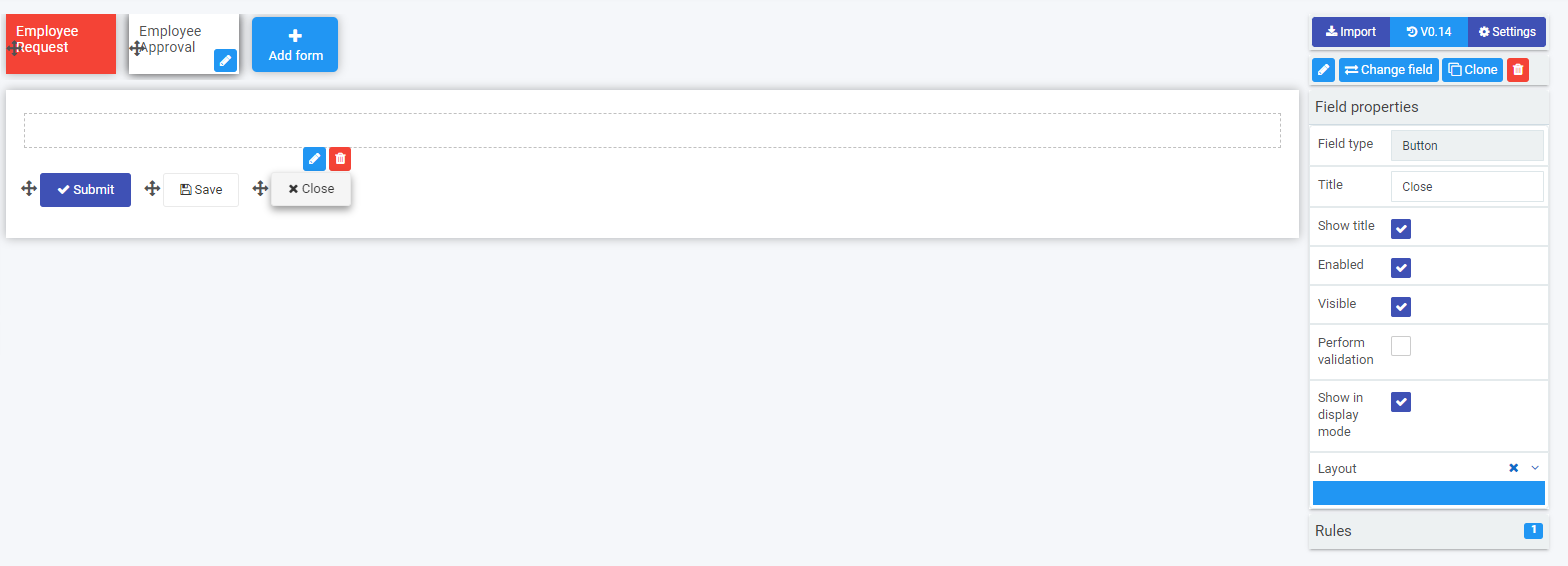 Employee
Request
Employee
Approval
Add form
Import
V0.14
Settings
Change field
Clone
Submit
Save
Close
Field properties
Field type
Button
Title
Close
Show title
Enabled
Visible
Perform
validation
Show in
display
mode
Layout
Rules
1